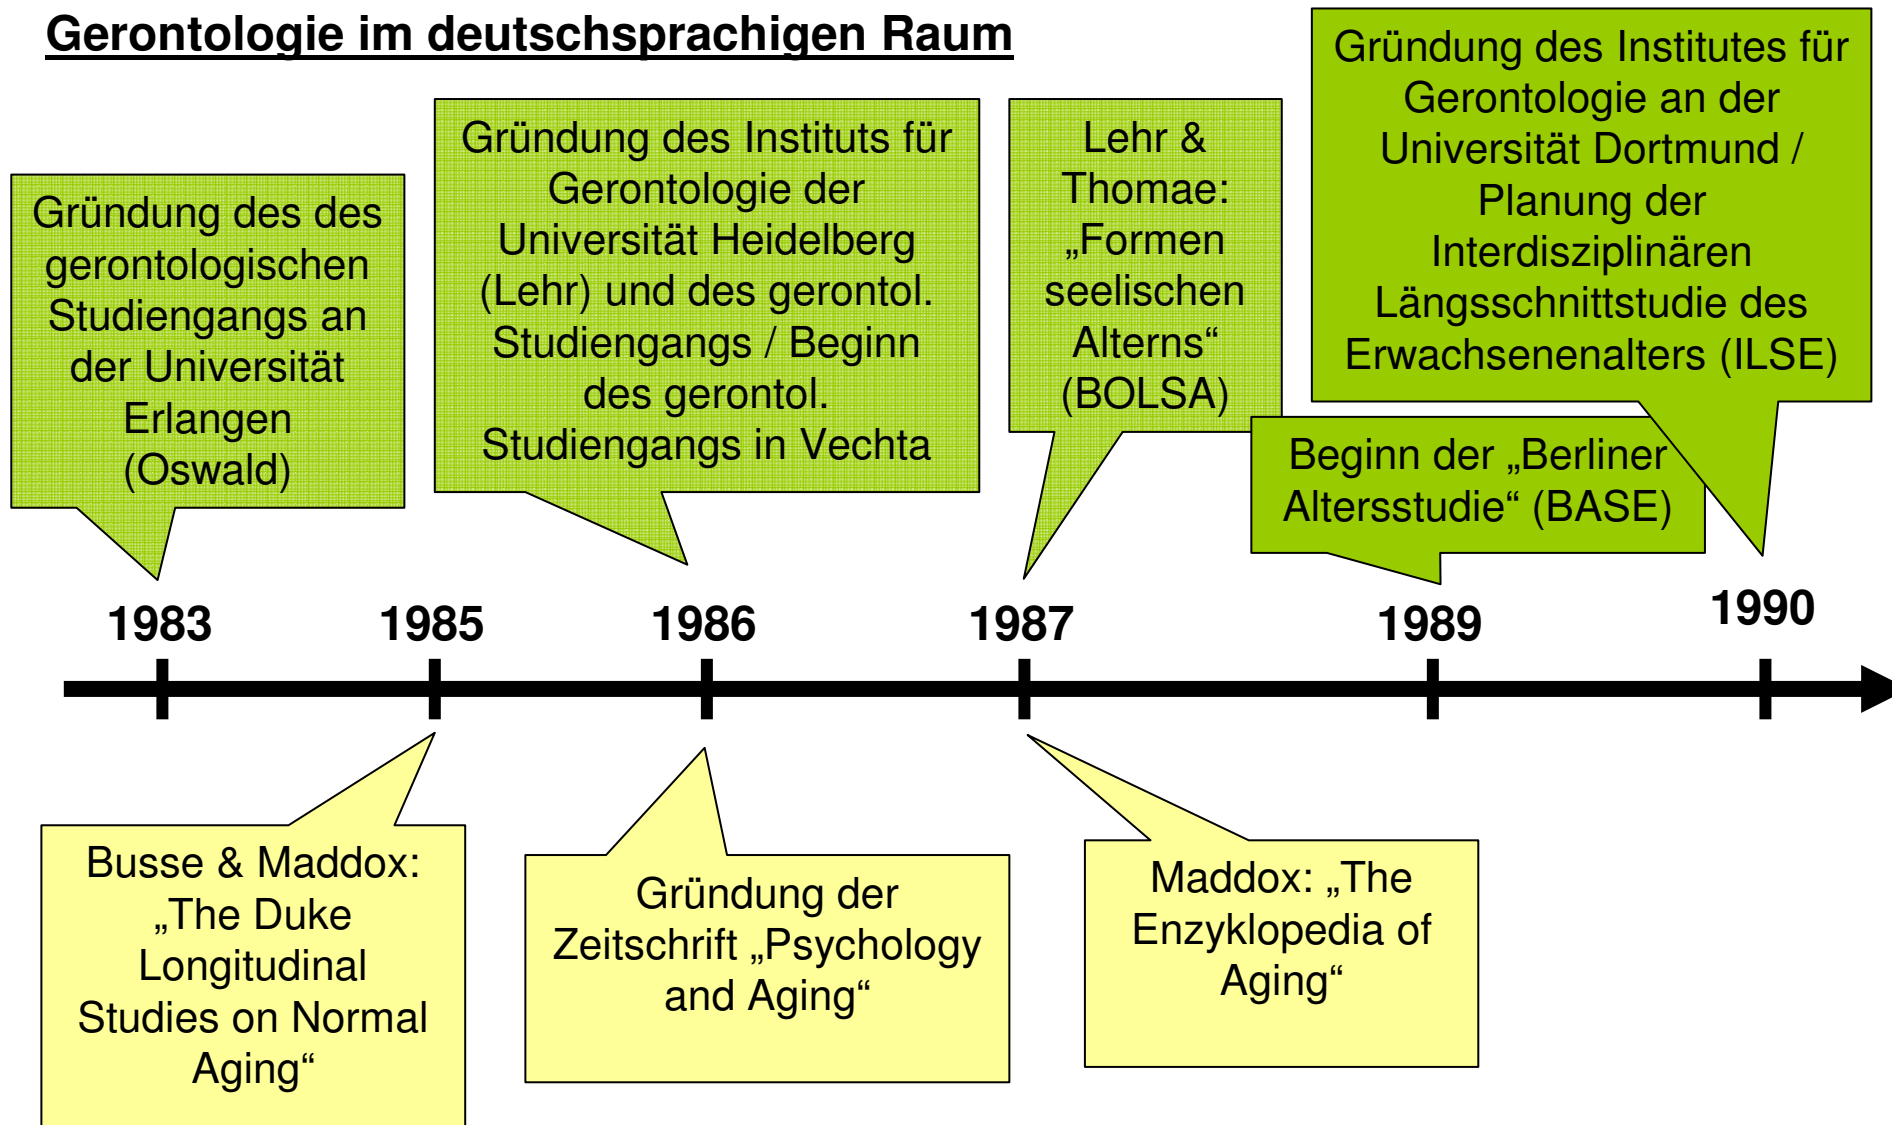 Gerontologie im deutschsprachigen Raum
Gründung des des
gerontologischen
Studiengangs an
der Universität
Erlangen
(Oswald)
Gründung des Instituts für
Gerontologie der
Universität Heidelberg
(Lehr) und des gerontol.
Studiengangs / Beginn
des gerontol.
Studiengangs in Vechta
Lehr &
Thomae:
„Formen
seelischen
Alterns“
(BOLSA)
Gründung des Institutes für
Gerontologie an der
Universität Dortmund /
Planung der
Interdisziplinären
Längsschnittstudie des
Erwachsenenalters (ILSE)
Beginn der „Berliner
Altersstudie“ (BASE)
1983
1985
1986
1987
1989
1990
Busse & Maddox:
„The Duke
Longitudinal
Studies on Normal
Aging“
Gründung der
Zeitschrift „Psychology
and Aging“
Maddox: „The
Enzyklopedia of
Aging“